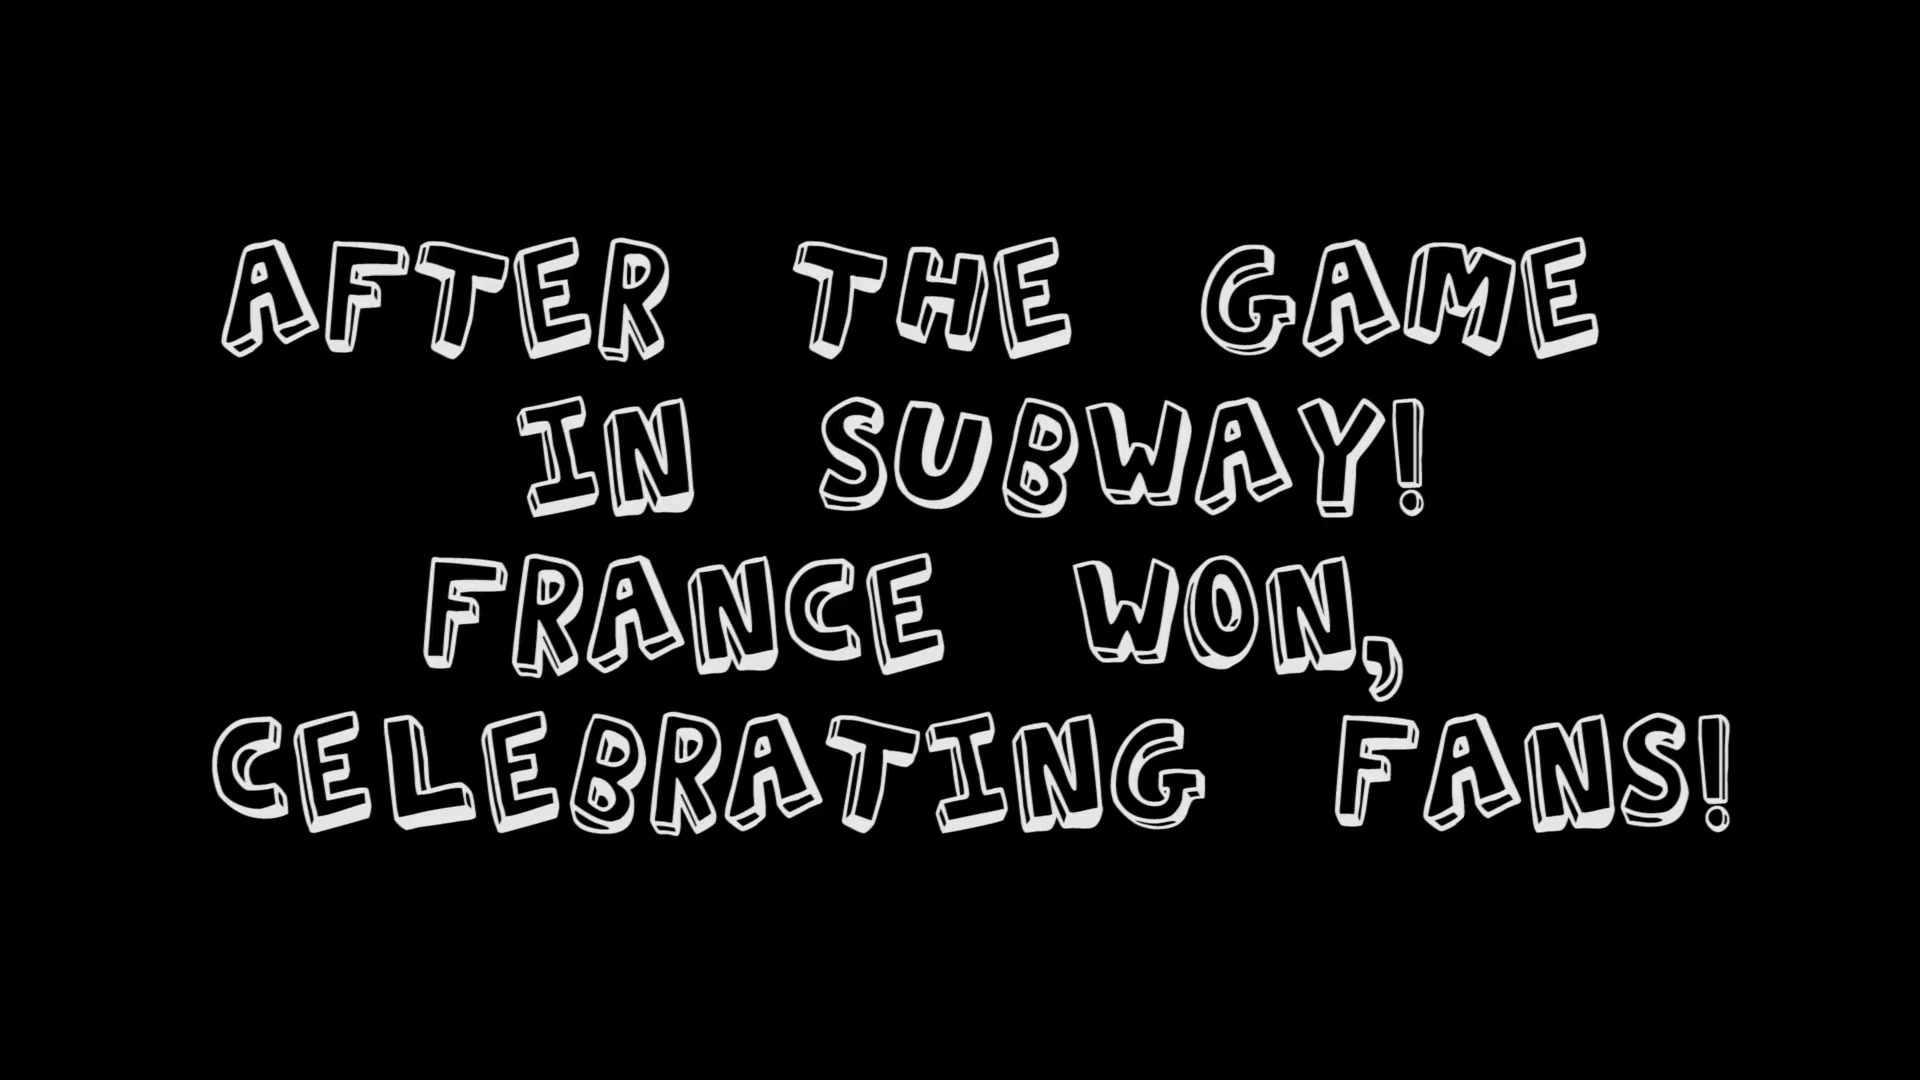 AFTER THE GAME
IN SUBWAY!
FRANCE WON,
CELEBRATING FANS!